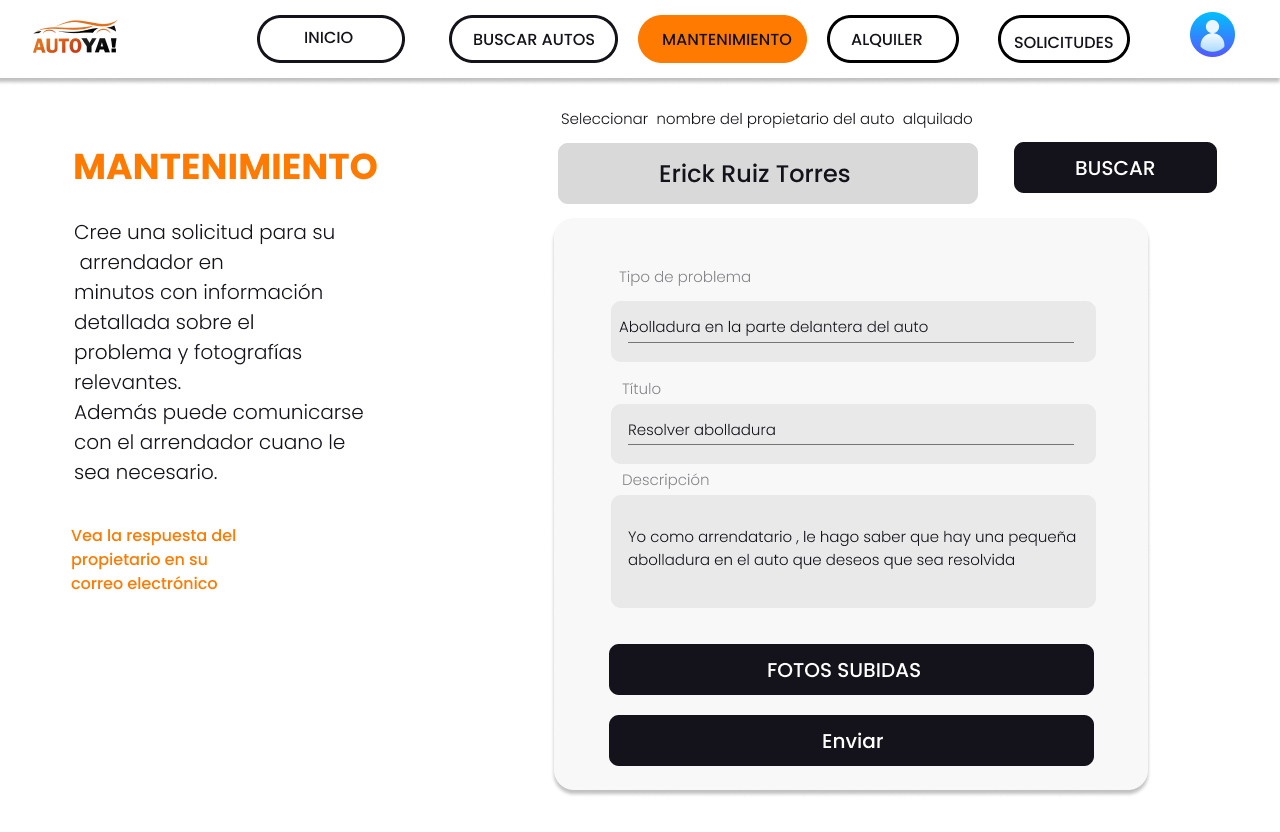 AUTOYA!
INICIO
BUSCAR AUTOS
MANTENIMIENTO
ALQUILER
SOLICITUDES
Seleccionar nombre del propietario del auto alquilado
Erick Ruiz Torres
BUSCAR
MANTENIMIENTO
Cree una solicitud para su
arrendador en
minutos con información
detallada sobre el
problema y fotografías
relevantes.
Además puede comunicarse
con el arrendador cuano le
sea necesario.
Vea la respuesta del
propietario en su
correo electrónico
Tipo de problema
Abolladura en la parte delantera del auto
Título
Resolver abolladura
Descripción
Yo como arrendatario , le hago saber que hay una pequeña
abolladura en el auto que deseos que sea resolvida
FOTOS SUBIDAS
Enviar